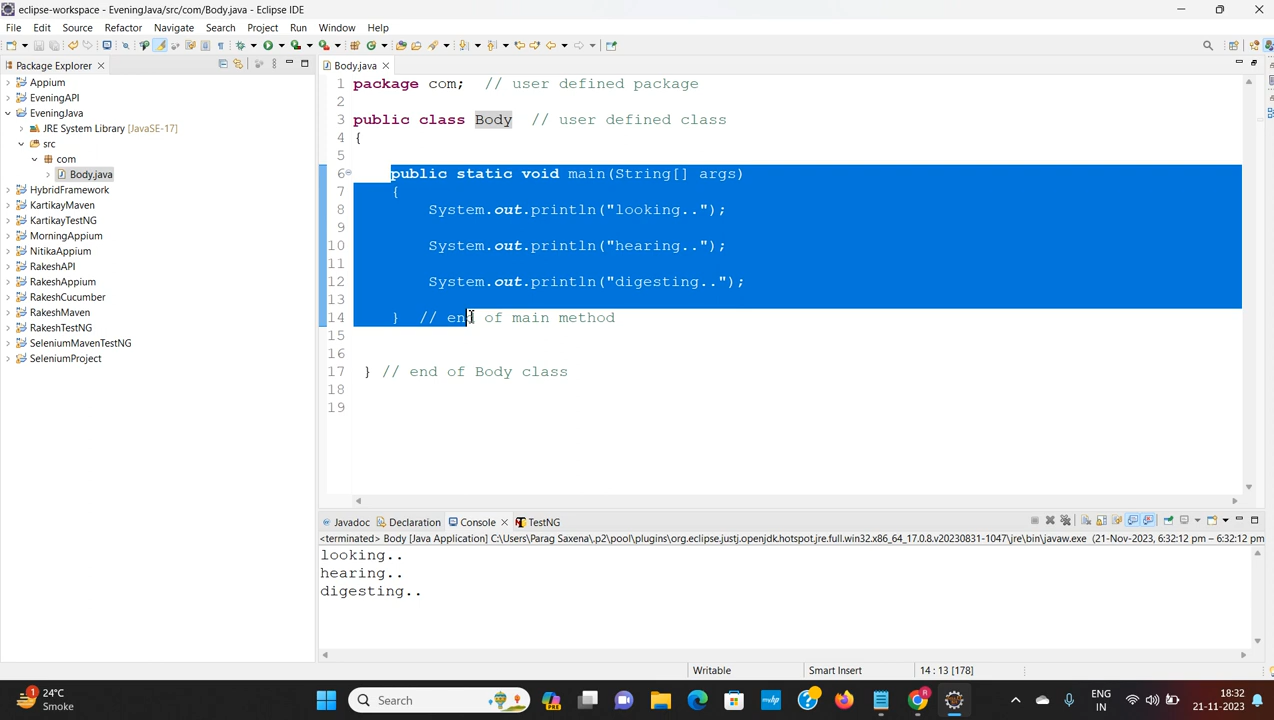 eclipse-workspace - EveningJava/src/com/Body.java - Eclipse IDE
File Edit Source Refactor Navigate Search Project Run Window Help
Package Explorer
Appium
EveningAPI
EveningJava
JRE System Library [JavaSE-17]
src
com
Body.java
HybridFramework
KartikayMaven
KartikayTestNG
MorningAppium
NitikaAppium
RakeshAPI
RakeshAppium
RakeshCucumber
RakeshMaven
RakeshTestNG
SeleniumMavenTestNG
SeleniumProject
Body.java
1 package com; // user defined package
2
3 public class Body // user defined class
4 {
5
6 public static void main(String[] args)
7 {
8 System.out.println("looking..");
9
10 System.out.println("hearing..");
11
12 System.out.println("digesting..");
13
14 } // end of main method
15
16
17 } // end of Body class
18
19
Javadoc Declaration Console TestNG
<terminated> Body [Java Application] C:\Users\Parag Saxena\.p2\pool\plugins\org.eclipse.justj.openjdk.hotspot.jre.full.win32.x86_64_17.0.8.v20230831-1047\jre\bin\javaw.exe (21-Nov-2023, 6:32:12 pm – 6:32:12 pm)
looking..
hearing..
digesting..
Writable Smart Insert 14 : 13 [178]
24°C
Smoke
Search
ENG
IN
18:32
21-11-2023